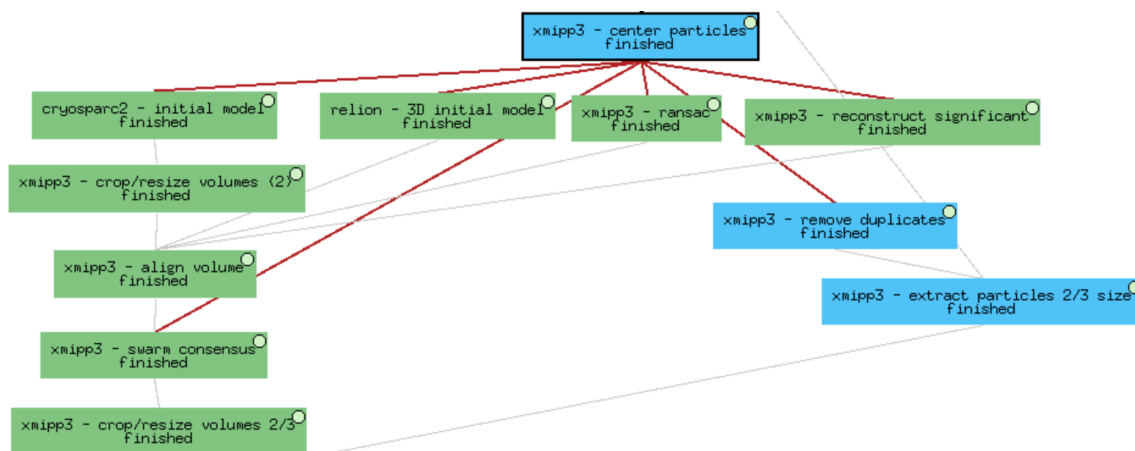 xmipp3 - center particles
finished
cryosparc2 - initial model
finished
relion - 3D initial model
finished
xmipp3 - ransac
finished
xmipp3 - reconstruct significant
finished
xmipp3 - crop/resize volumes (2)
finished
xmipp3 - remove duplicates
finished
xmipp3 - align volume
finished
xmipp3 - extract particles 2/3 size
finished
xmipp3 - swarm consensus
finished
xmipp3 - crop/resize volumes 2/3
finished